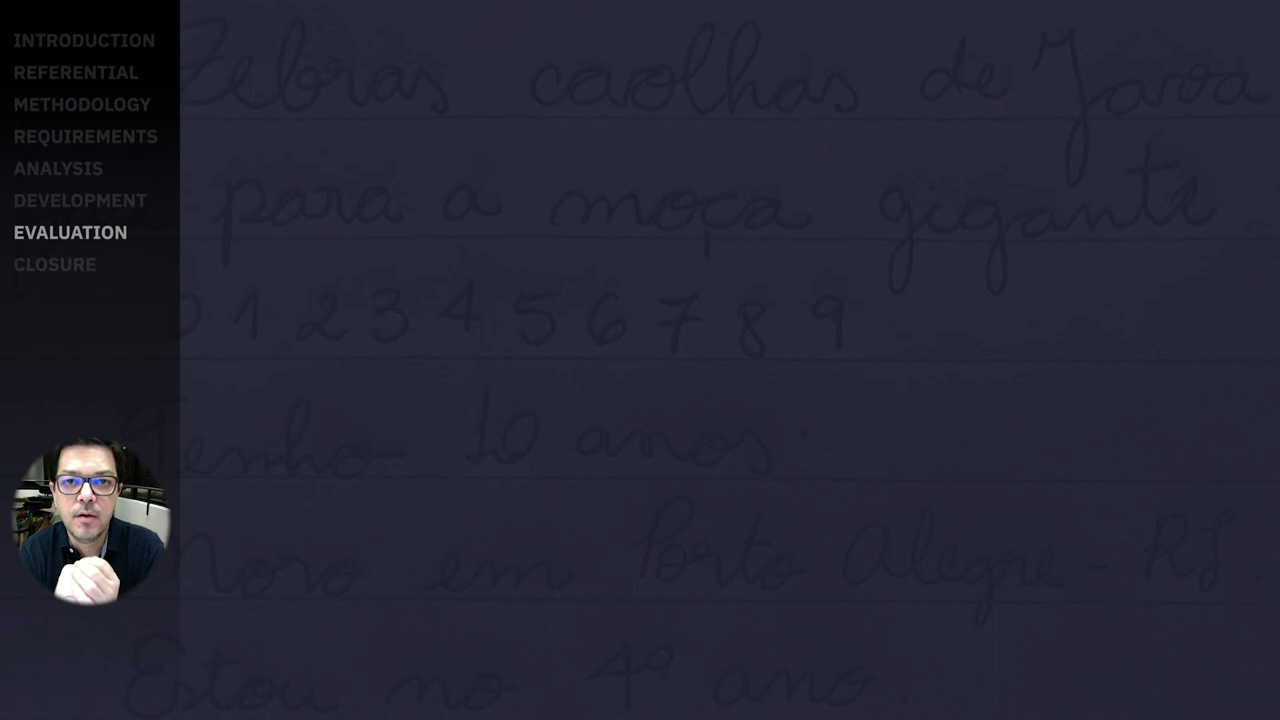 INTRODUCTION
REFERENTIAL
METHODOLOGY
REQUIREMENTS
ANALYSIS
DEVELOPMENT
EVALUATION
CLOSURE
Zebras caolhas de Java
para a moça gigante
0 1 2 3 4 5 6 7 8 9
Tenho 10 anos.
Moro em Porto Alegre - RS.
Estou no 4º ano.